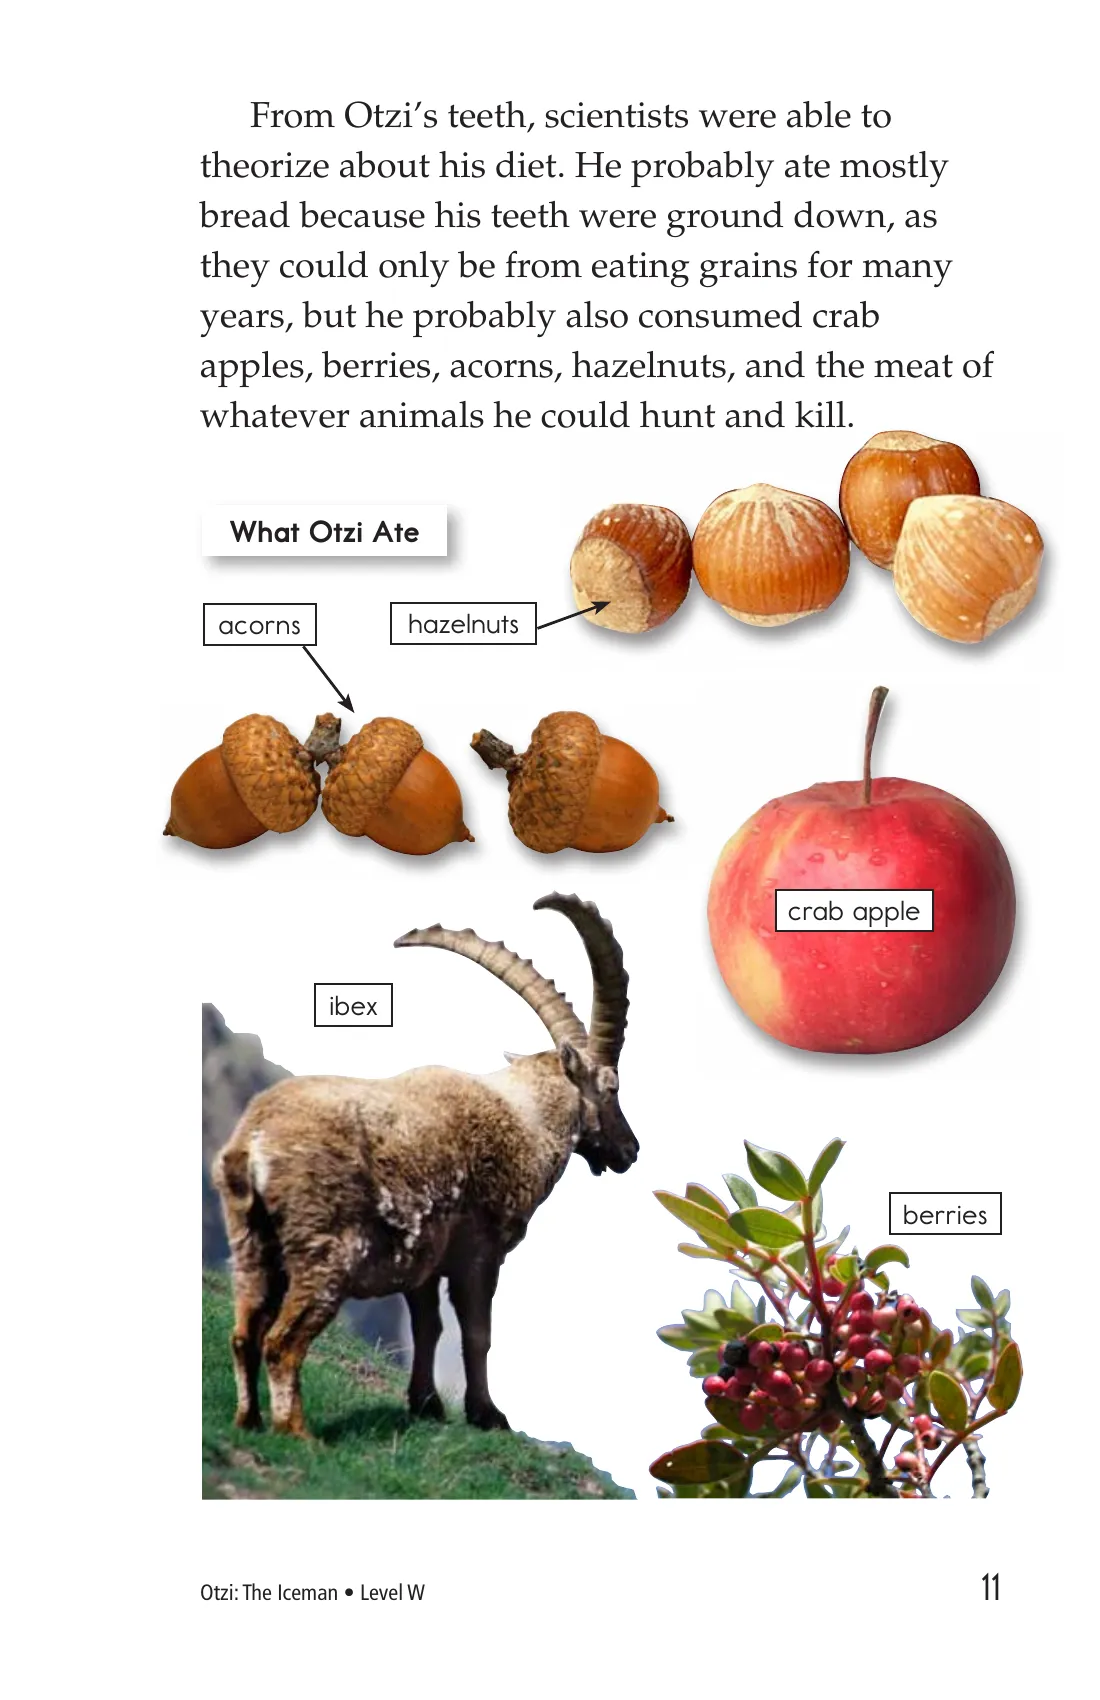 From Otzi’s teeth, scientists were able to
theorize about his diet. He probably ate mostly
bread because his teeth were ground down, as
they could only be from eating grains for many
years, but he probably also consumed crab
apples, berries, acorns, hazelnuts, and the meat of
whatever animals he could hunt and kill.
What Otzi Ate
acorns
hazelnuts
crab apple
ibex
berries
Otzi: The Iceman • Level W
11